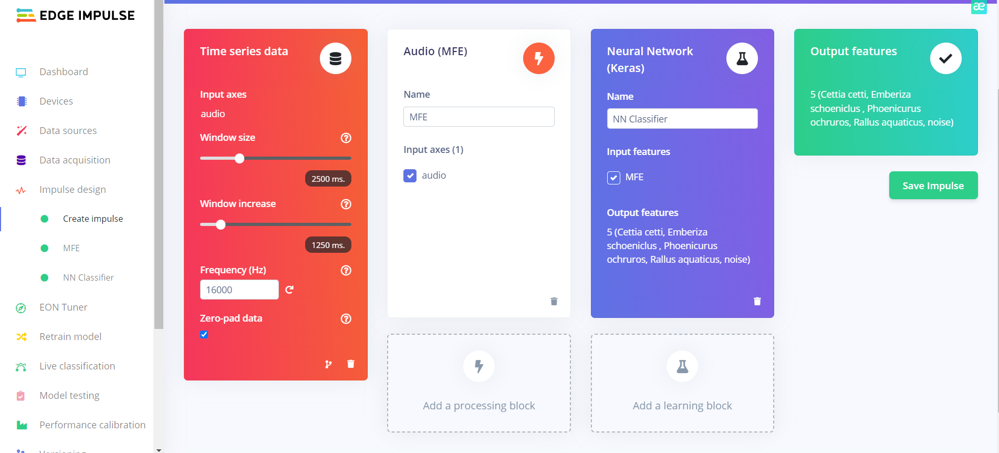 EDGE IMPULSE
æ
Dashboard
Devices
Data sources
Data acquisition
Impulse design
Create impulse
MFE
NN Classifier
EON Tuner
Retrain model
Live classification
Model testing
Performance calibration
Versioning
Time series data
Input axes
audio
Window size
2500 ms.
Window increase
1250 ms.
Frequency (Hz)
16000
Zero-pad data
Audio (MFE)
Name
MFE
Input axes (1)
audio
Add a processing block
Neural Network
(Keras)
Name
NN Classifier
Input features
MFE
Output features
5 (Cettia cetti, Emberiza
schoeniclus , Phoenicurus
ochruros, Rallus aquaticus, noise)
Add a learning block
Output features
5 (Cettia cetti, Emberiza
schoeniclus , Phoenicurus
ochruros, Rallus aquaticus, noise)
Save Impulse